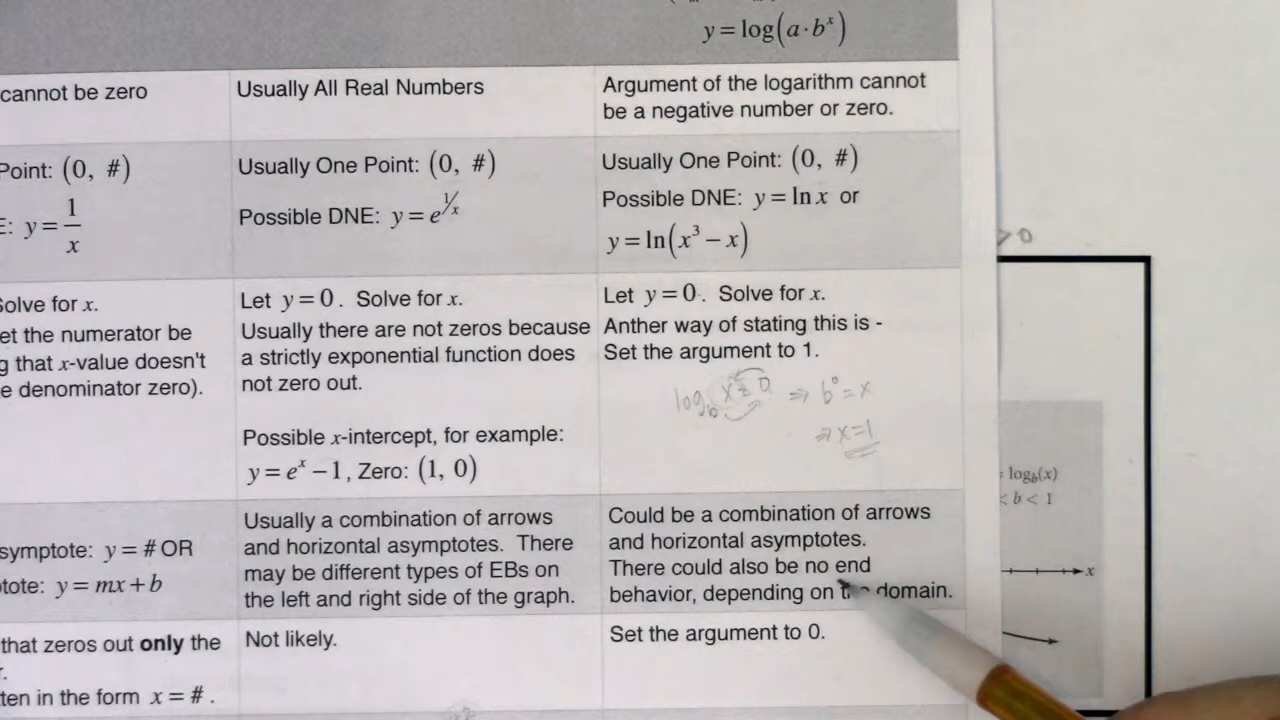 y = log(a · b^x)
cannot be zero
Usually All Real Numbers
Argument of the logarithm cannot
be a negative number or zero.
Point: (0, #)
E: y = 1/x
Usually One Point: (0, #)
Possible DNE: y = e^(1/x)
Usually One Point: (0, #)
Possible DNE: y = ln x or
y = ln(x³ − x)
> 0
Solve for x.
et the numerator be
g that x-value doesn't
e denominator zero).
Let y = 0. Solve for x.
Usually there are not zeros because
a strictly exponential function does
not zero out.
Possible x-intercept, for example:
y = e^x − 1, Zero: (1, 0)
Let y = 0. Solve for x.
Anther way of stating this is -
Set the argument to 1.
log_b x = 0 ⇒ b^0 = x
⇒ x = 1
= log_b(x)
< b < 1
x
symptote: y = # OR
tote: y = mx + b
Usually a combination of arrows
and horizontal asymptotes. There
may be different types of EBs on
the left and right side of the graph.
Could be a combination of arrows
and horizontal asymptotes.
There could also be no end
behavior, depending on the domain.
that zeros out only the
r.
ten in the form x = #.
Not likely.
Set the argument to 0.